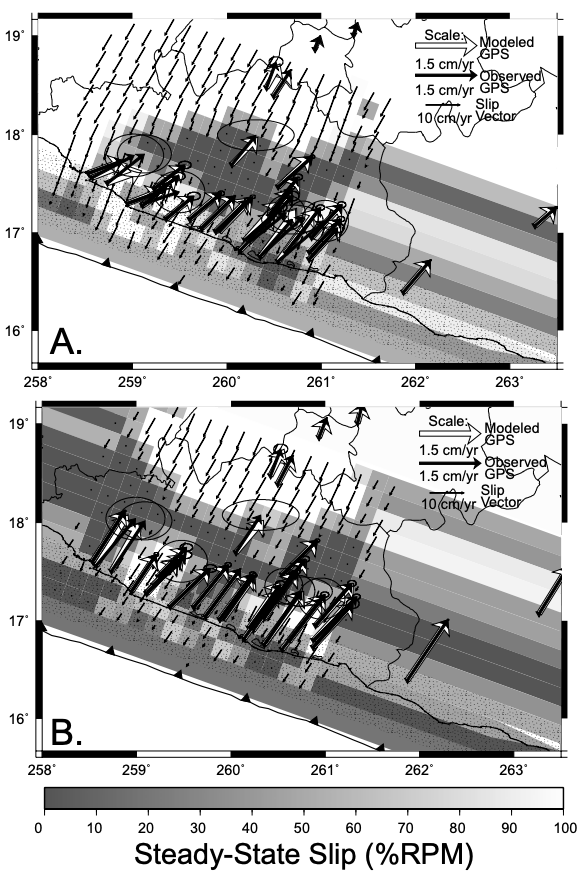 19˚
18˚
17˚
16˚
Scale:
Modeled
GPS
1.5 cm/yr
Observed
GPS
1.5 cm/yr
Slip
Vector
10 cm/yr
A.
258˚ 259˚ 260˚ 261˚ 262˚ 263˚
19˚
18˚
17˚
16˚
Scale:
Modeled
GPS
1.5 cm/yr
Observed
GPS
1.5 cm/yr
Slip
Vector
10 cm/yr
B.
258˚ 259˚ 260˚ 261˚ 262˚ 263˚
0 10 20 30 40 50 60 70 80 90 100
Steady-State Slip (%RPM)